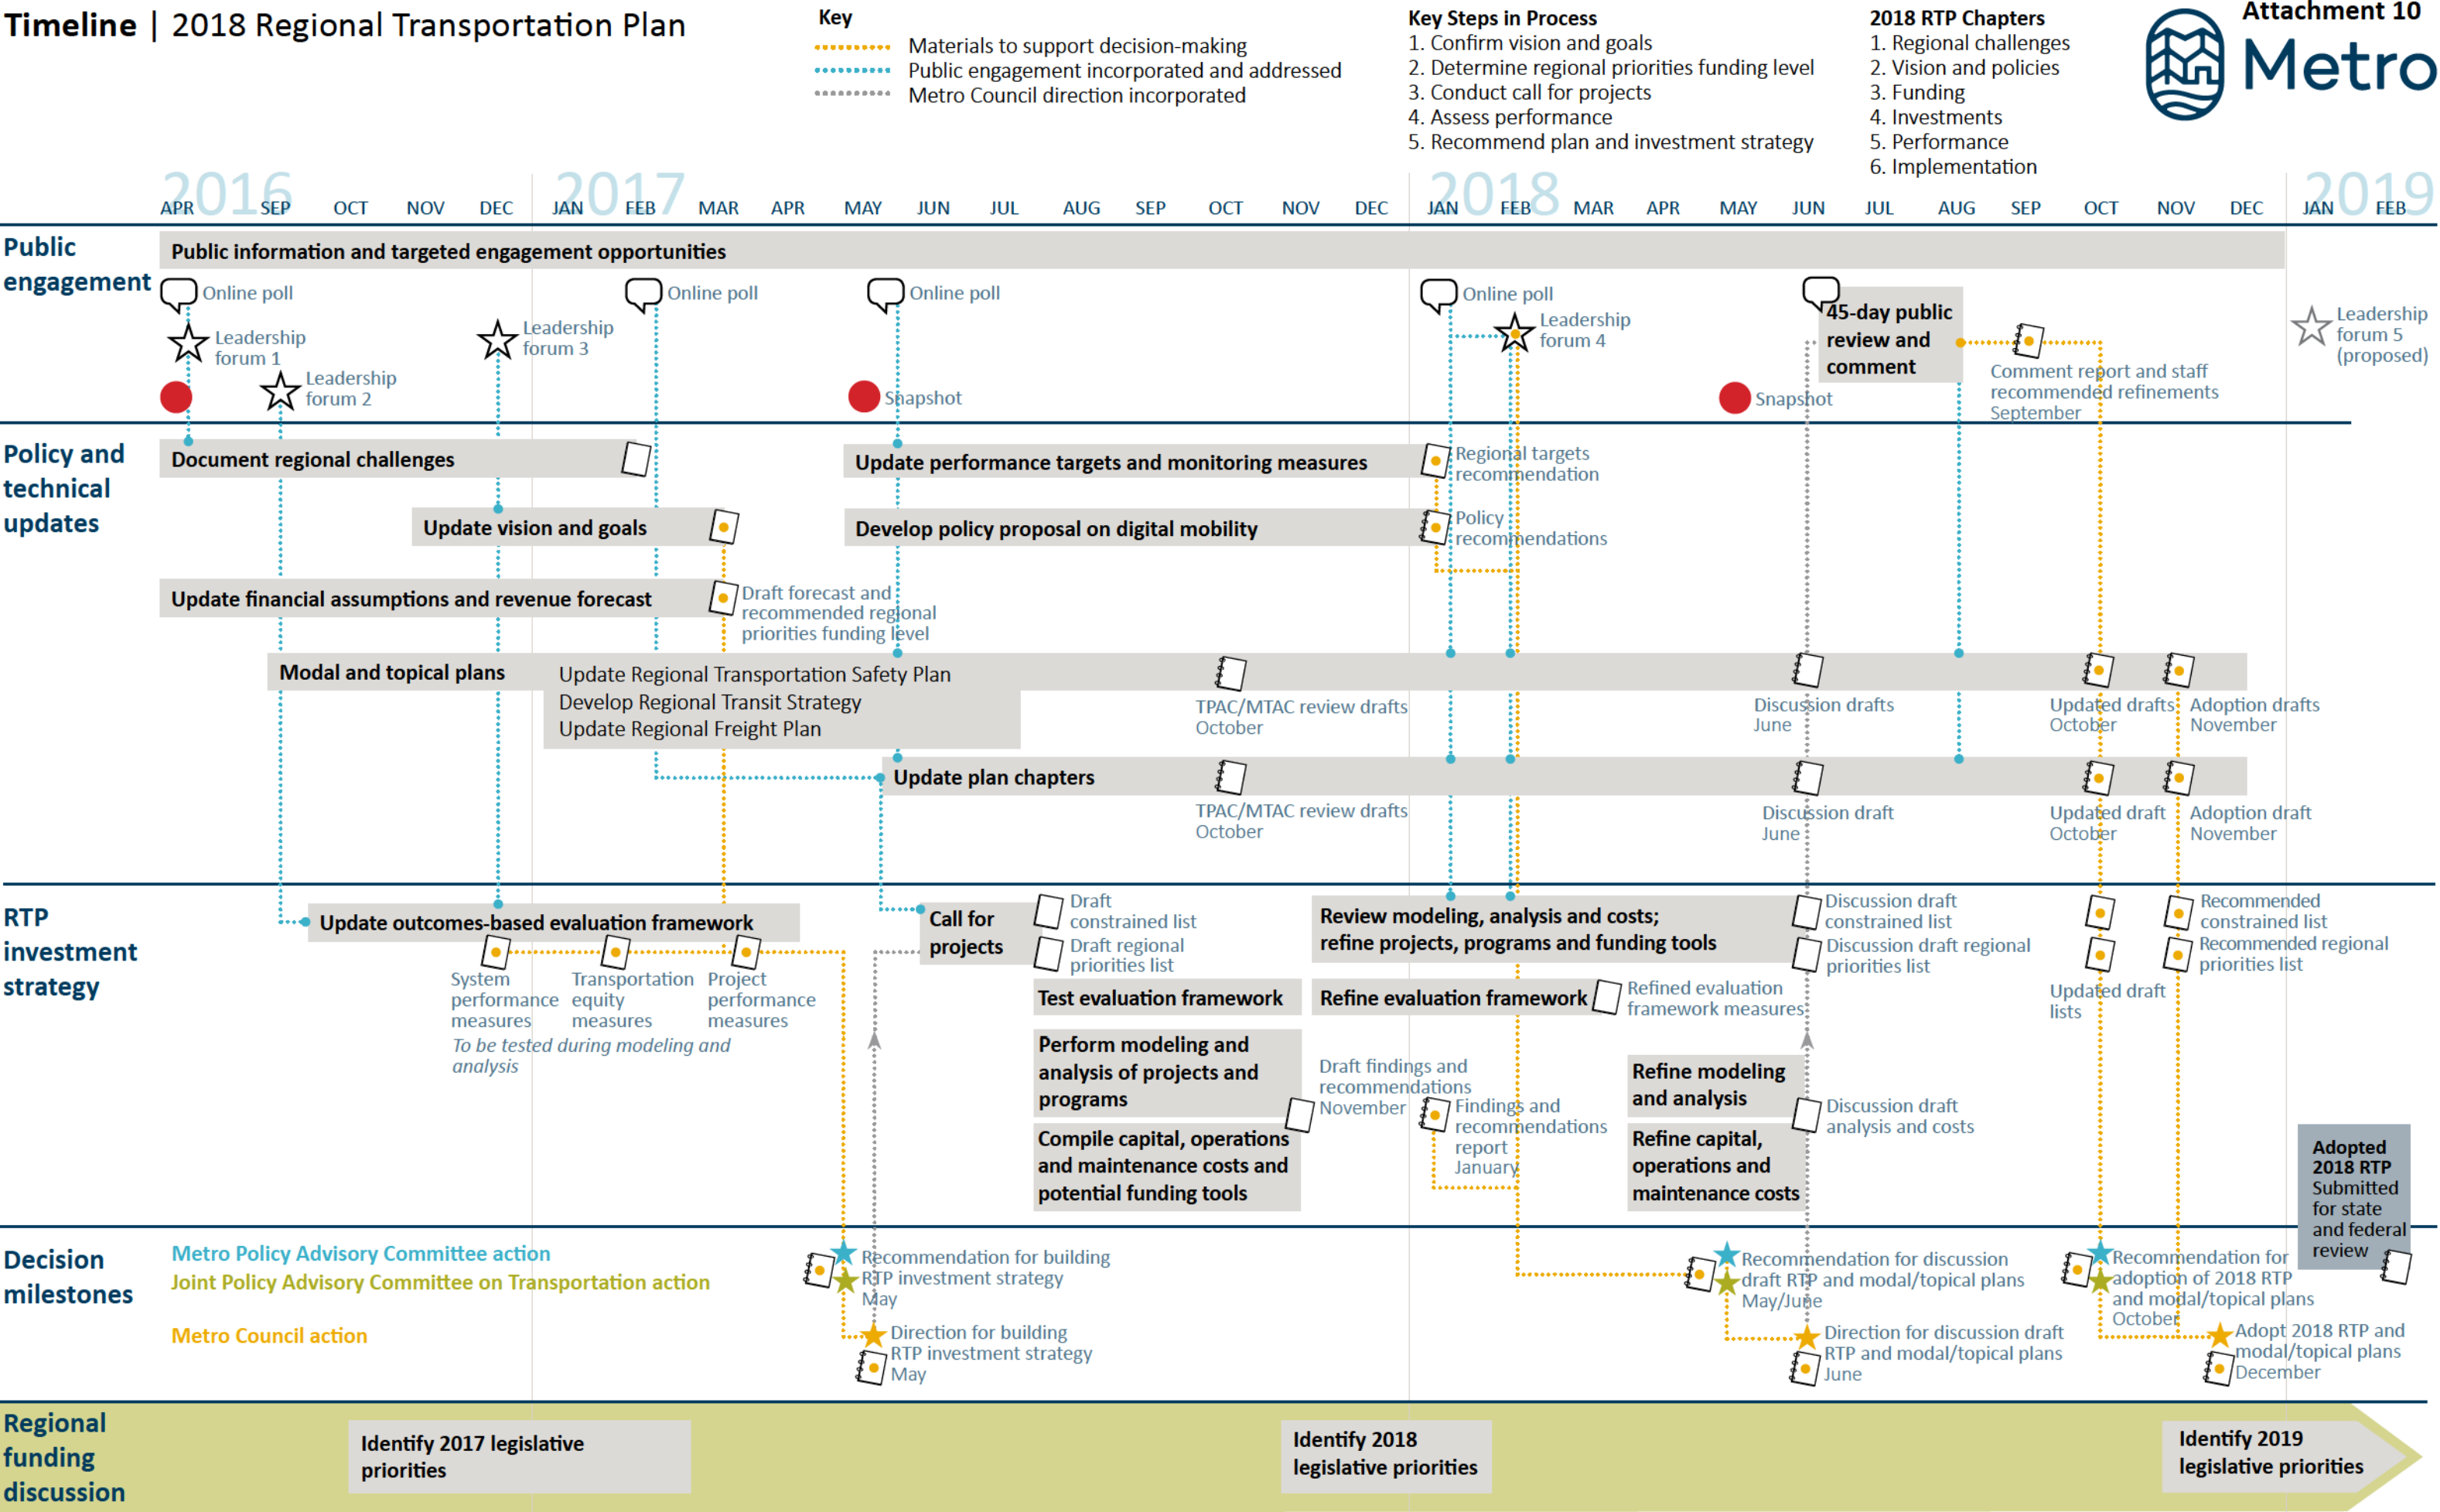 Timeline | 2018 Regional Transportation Plan
Key
Materials to support decision-making
Public engagement incorporated and addressed
Metro Council direction incorporated
Key Steps in Process
1. Confirm vision and goals
2. Determine regional priorities funding level
3. Conduct call for projects
4. Assess performance
5. Recommend plan and investment strategy
2018 RTP Chapters
1. Regional challenges
2. Vision and policies
3. Funding
4. Investments
5. Performance
6. Implementation
Attachment 10
Metro
2016 2017 2018 2019
APR SEP OCT NOV DEC JAN FEB MAR APR MAY JUN JUL AUG SEP OCT NOV DEC JAN FEB MAR APR MAY JUN JUL AUG SEP OCT NOV DEC JAN FEB
Public
engagement
Public information and targeted engagement opportunities
Online poll
Leadership
forum 1
Leadership
forum 2
Leadership
forum 3
Online poll
Online poll
Snapshot
Online poll
Leadership
forum 4
Snapshot
45-day public
review and
comment
Comment report and staff
recommended refinements
September
Leadership
forum 5
(proposed)
Policy and
technical
updates
Document regional challenges
Update performance targets and monitoring measures
Regional targets
recommendation
Update vision and goals
Develop policy proposal on digital mobility
Policy
recommendations
Update financial assumptions and revenue forecast
Draft forecast and
recommended regional
priorities funding level
Modal and topical plans
Update Regional Transportation Safety Plan
Develop Regional Transit Strategy
Update Regional Freight Plan
TPAC/MTAC review drafts
October
Discussion drafts
June
Updated drafts
October
Adoption drafts
November
Update plan chapters
TPAC/MTAC review drafts
October
Discussion draft
June
Updated draft
October
Adoption draft
November
RTP
investment
strategy
Update outcomes-based evaluation framework
System
performance
measures
Transportation
equity
measures
Project
performance
measures
To be tested during modeling and
analysis
Call for
projects
Draft
constrained list
Draft regional
priorities list
Test evaluation framework
Perform modeling and
analysis of projects and
programs
Compile capital, operations
and maintenance costs and
potential funding tools
Draft findings and
recommendations
November
Review modeling, analysis and costs;
refine projects, programs and funding tools
Refine evaluation framework
Refined evaluation
framework measures
Findings and
recommendations
report
January
Refine modeling
and analysis
Refine capital,
operations and
maintenance costs
Discussion draft
constrained list
Discussion draft regional
priorities list
Discussion draft
analysis and costs
Updated draft
lists
Recommended
constrained list
Recommended regional
priorities list
Adopted
2018 RTP
Submitted
for state
and federal
review
Decision
milestones
Metro Policy Advisory Committee action
Joint Policy Advisory Committee on Transportation action
Metro Council action
Recommendation for building
RTP investment strategy
May
Direction for building
RTP investment strategy
May
Recommendation for discussion
draft RTP and modal/topical plans
May/June
Direction for discussion draft
RTP and modal/topical plans
June
Recommendation for
adoption of 2018 RTP
and modal/topical plans
October
Adopt 2018 RTP and
modal/topical plans
December
Regional
funding
discussion
Identify 2017 legislative
priorities
Identify 2018
legislative priorities
Identify 2019
legislative priorities